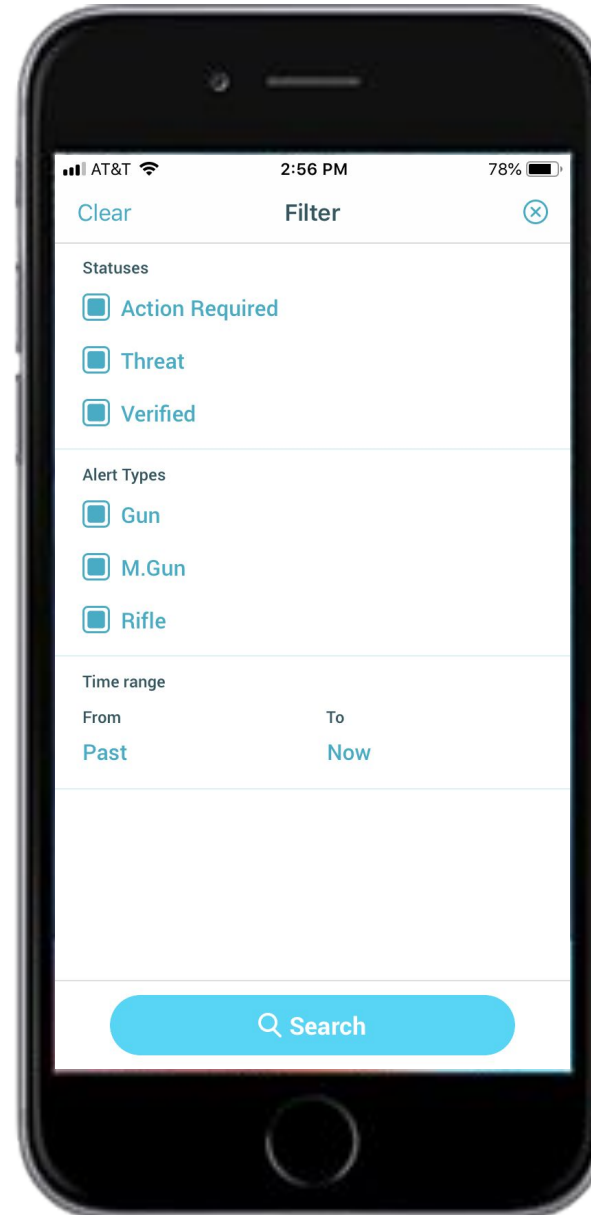 AT&T 2:56 PM 78%
Clear Filter
Statuses
Action Required
Threat
Verified
Alert Types
Gun
M.Gun
Rifle
Time range
From To
Past Now
Search